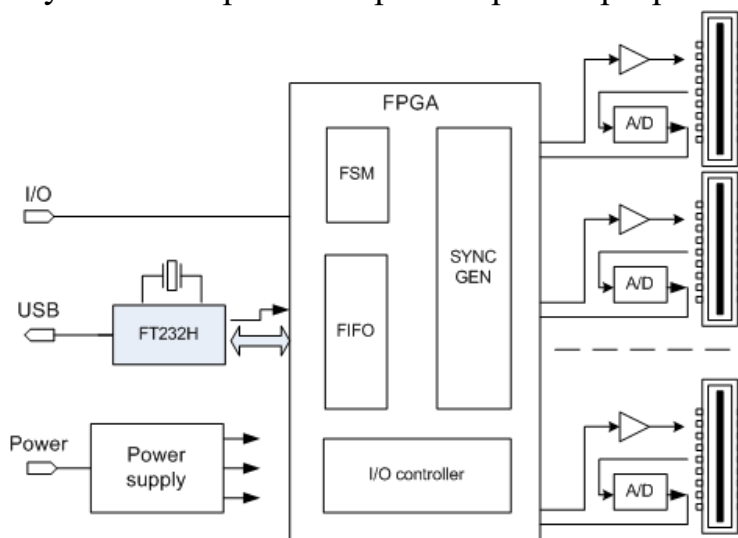 FPGA
FSM
SYNC
GEN
FIFO
I/O controller
I/O
USB
FT232H
Power
Power
supply
A/D
A/D
A/D